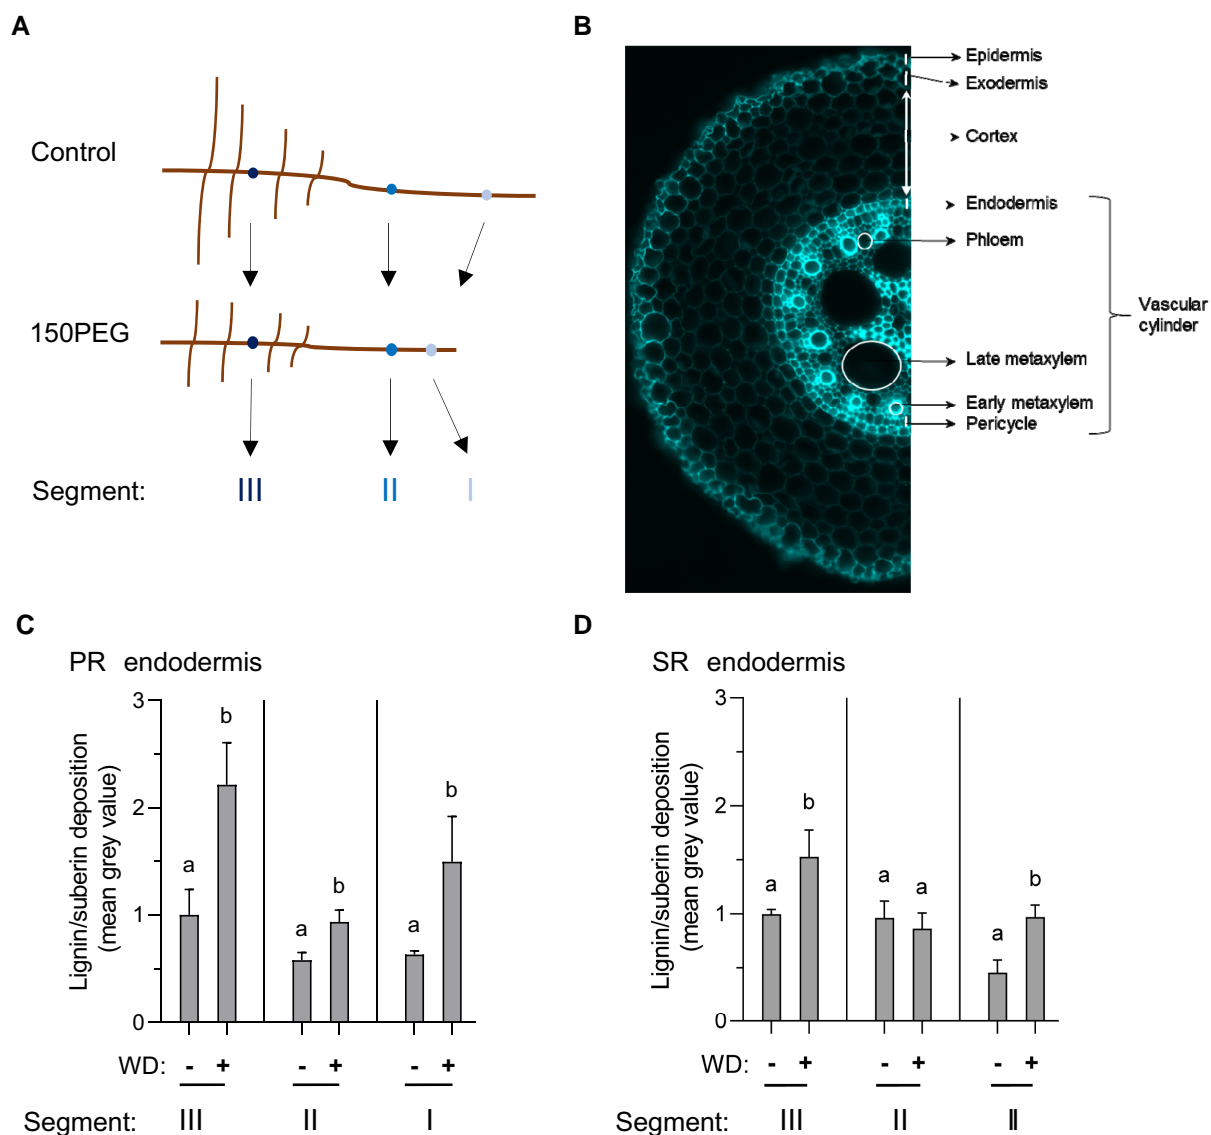 A
Control
150PEG
Segment: III II I
B
Epidermis
Exodermis
Cortex
Endodermis
Phloem
Vascular
cylinder
Late metaxylem
Early metaxylem
Pericycle
C
PR endodermis
Lignin/suberin deposition
(mean grey value)
3
2
1
0
a b a b a b
WD: - + - + - +
Segment: III II I
D
SR endodermis
Lignin/suberin deposition
(mean grey value)
3
2
1
0
a b a a a b
WD: - + - + - +
Segment: III II II